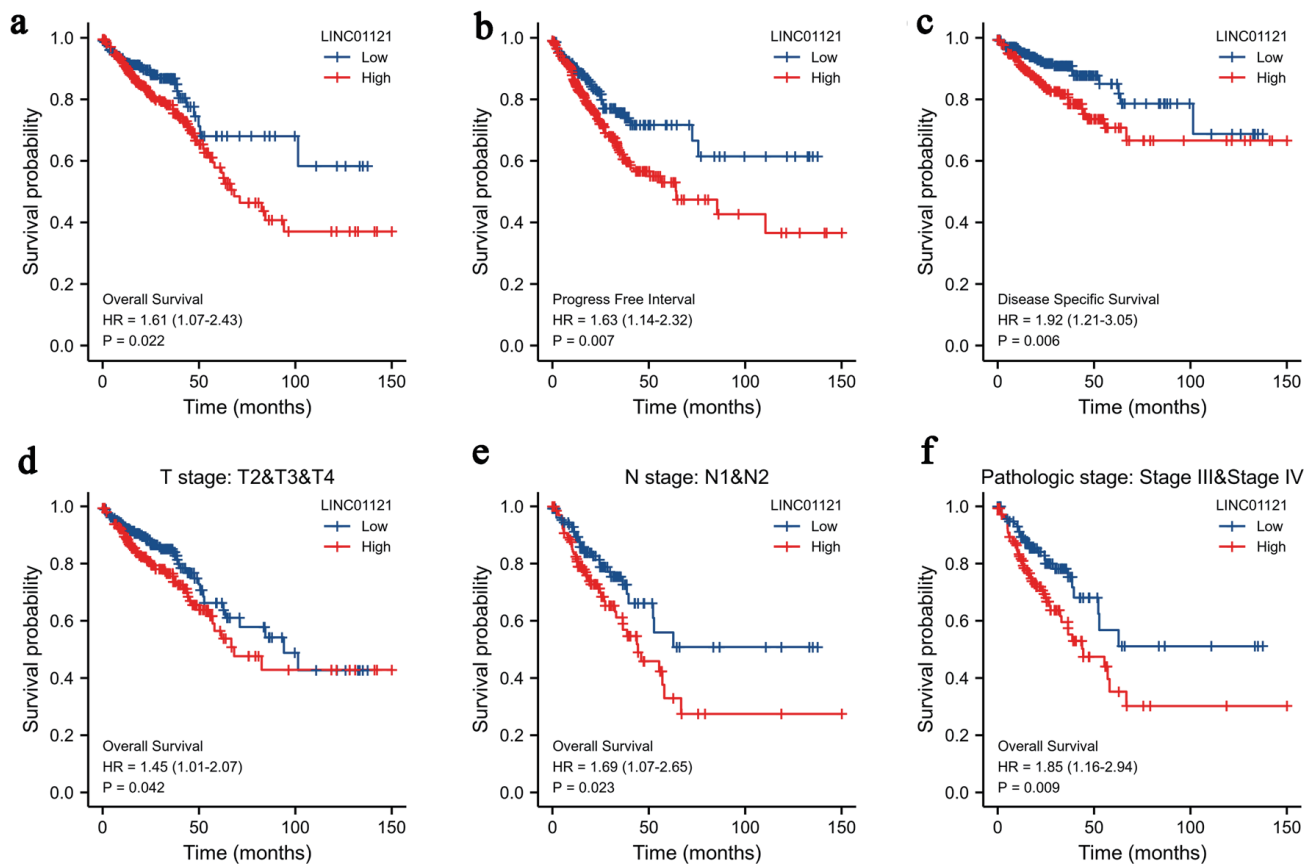 a
LINC01121
Low
High
Survival probability
1.0
0.8
0.6
0.4
0.2
0.0
Overall Survival
HR = 1.61 (1.07-2.43)
P = 0.022
0 50 100 150
Time (months)
b
LINC01121
Low
High
Survival probability
1.0
0.8
0.6
0.4
0.2
0.0
Progress Free Interval
HR = 1.63 (1.14-2.32)
P = 0.007
0 50 100 150
Time (months)
c
LINC01121
Low
High
Survival probability
1.0
0.8
0.6
0.4
0.2
0.0
Disease Specific Survival
HR = 1.92 (1.21-3.05)
P = 0.006
0 50 100 150
Time (months)
d
T stage: T2&T3&T4
LINC01121
Low
High
Survival probability
1.0
0.8
0.6
0.4
0.2
0.0
Overall Survival
HR = 1.45 (1.01-2.07)
P = 0.042
0 50 100 150
Time (months)
e
N stage: N1&N2
LINC01121
Low
High
Survival probability
1.0
0.8
0.6
0.4
0.2
0.0
Overall Survival
HR = 1.69 (1.07-2.65)
P = 0.023
0 50 100 150
Time (months)
f
Pathologic stage: Stage III&Stage IV
LINC01121
Low
High
Survival probability
1.0
0.8
0.6
0.4
0.2
0.0
Overall Survival
HR = 1.85 (1.16-2.94)
P = 0.009
0 50 100 150
Time (months)